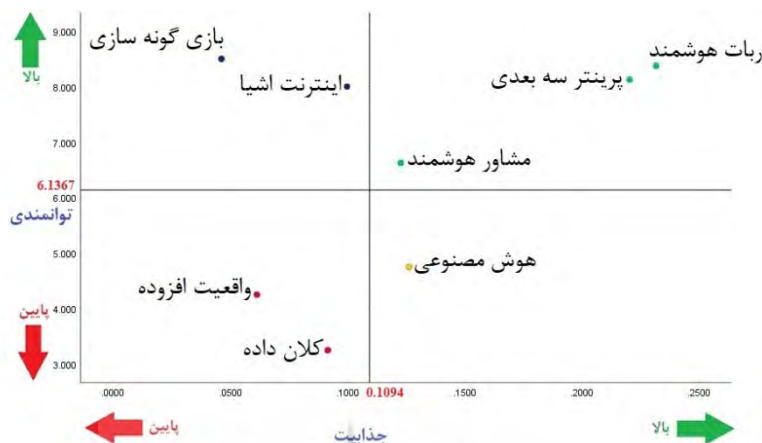 9.000
بازی گونه سازی
ربات هوشمند
بالا
8.000
اینترنت اشیا
پرینتر سه بعدی
7.000
مشاور هوشمند
6.1367
6.000
توانمندی
5.000
هوش مصنوعی
واقعیت افزوده
4.000
پایین
کلان داده
3.000
.0000
.0500
.1000
0.1094
.1500
.2000
.2500
پایین
جذابیت
بالا